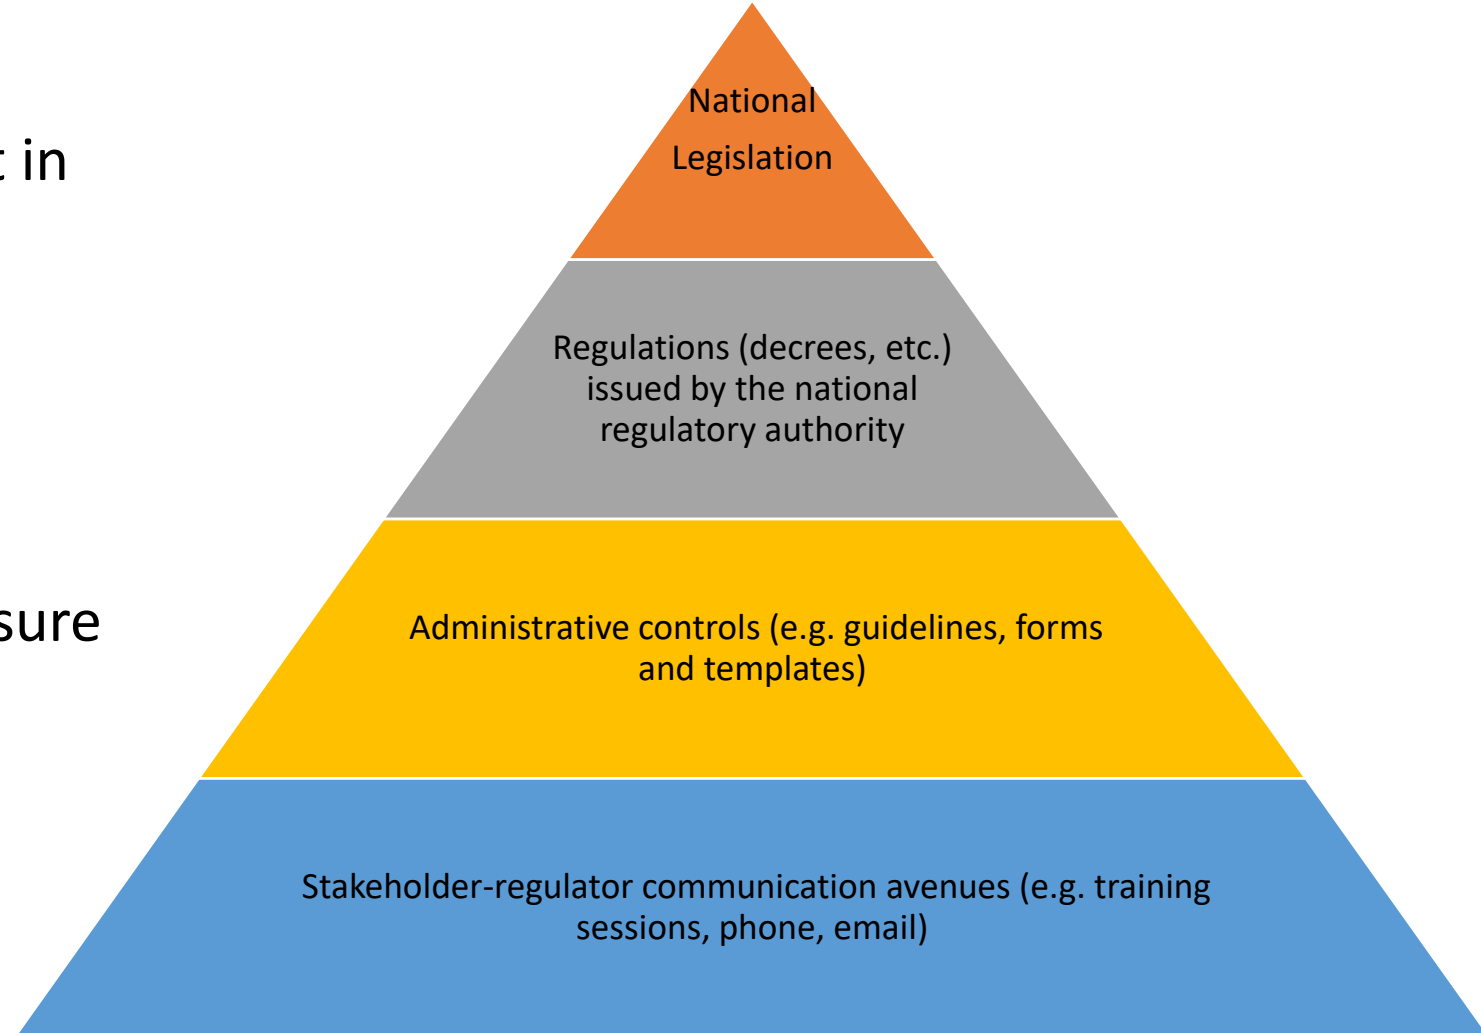 t in
sure
National
Legislation
Regulations (decrees, etc.)
issued by the national
regulatory authority
Administrative controls (e.g. guidelines, forms
and templates)
Stakeholder-regulator communication avenues (e.g. training
sessions, phone, email)